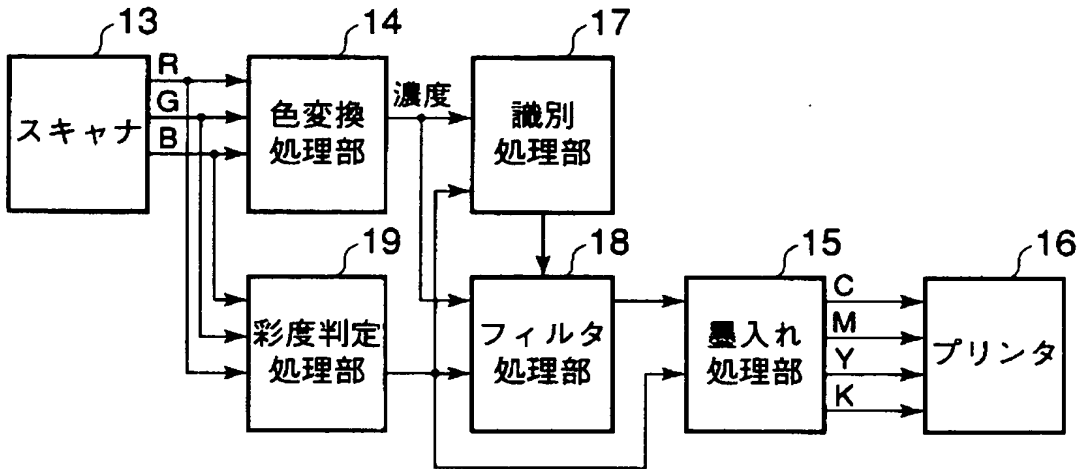 13
スキャナ
R
G
B
14
色変換
処理部
濃度
17
識別
処理部
19
彩度判定
処理部
18
フィルタ
処理部
15
墨入れ
処理部
C
M
Y
K
16
プリンタ